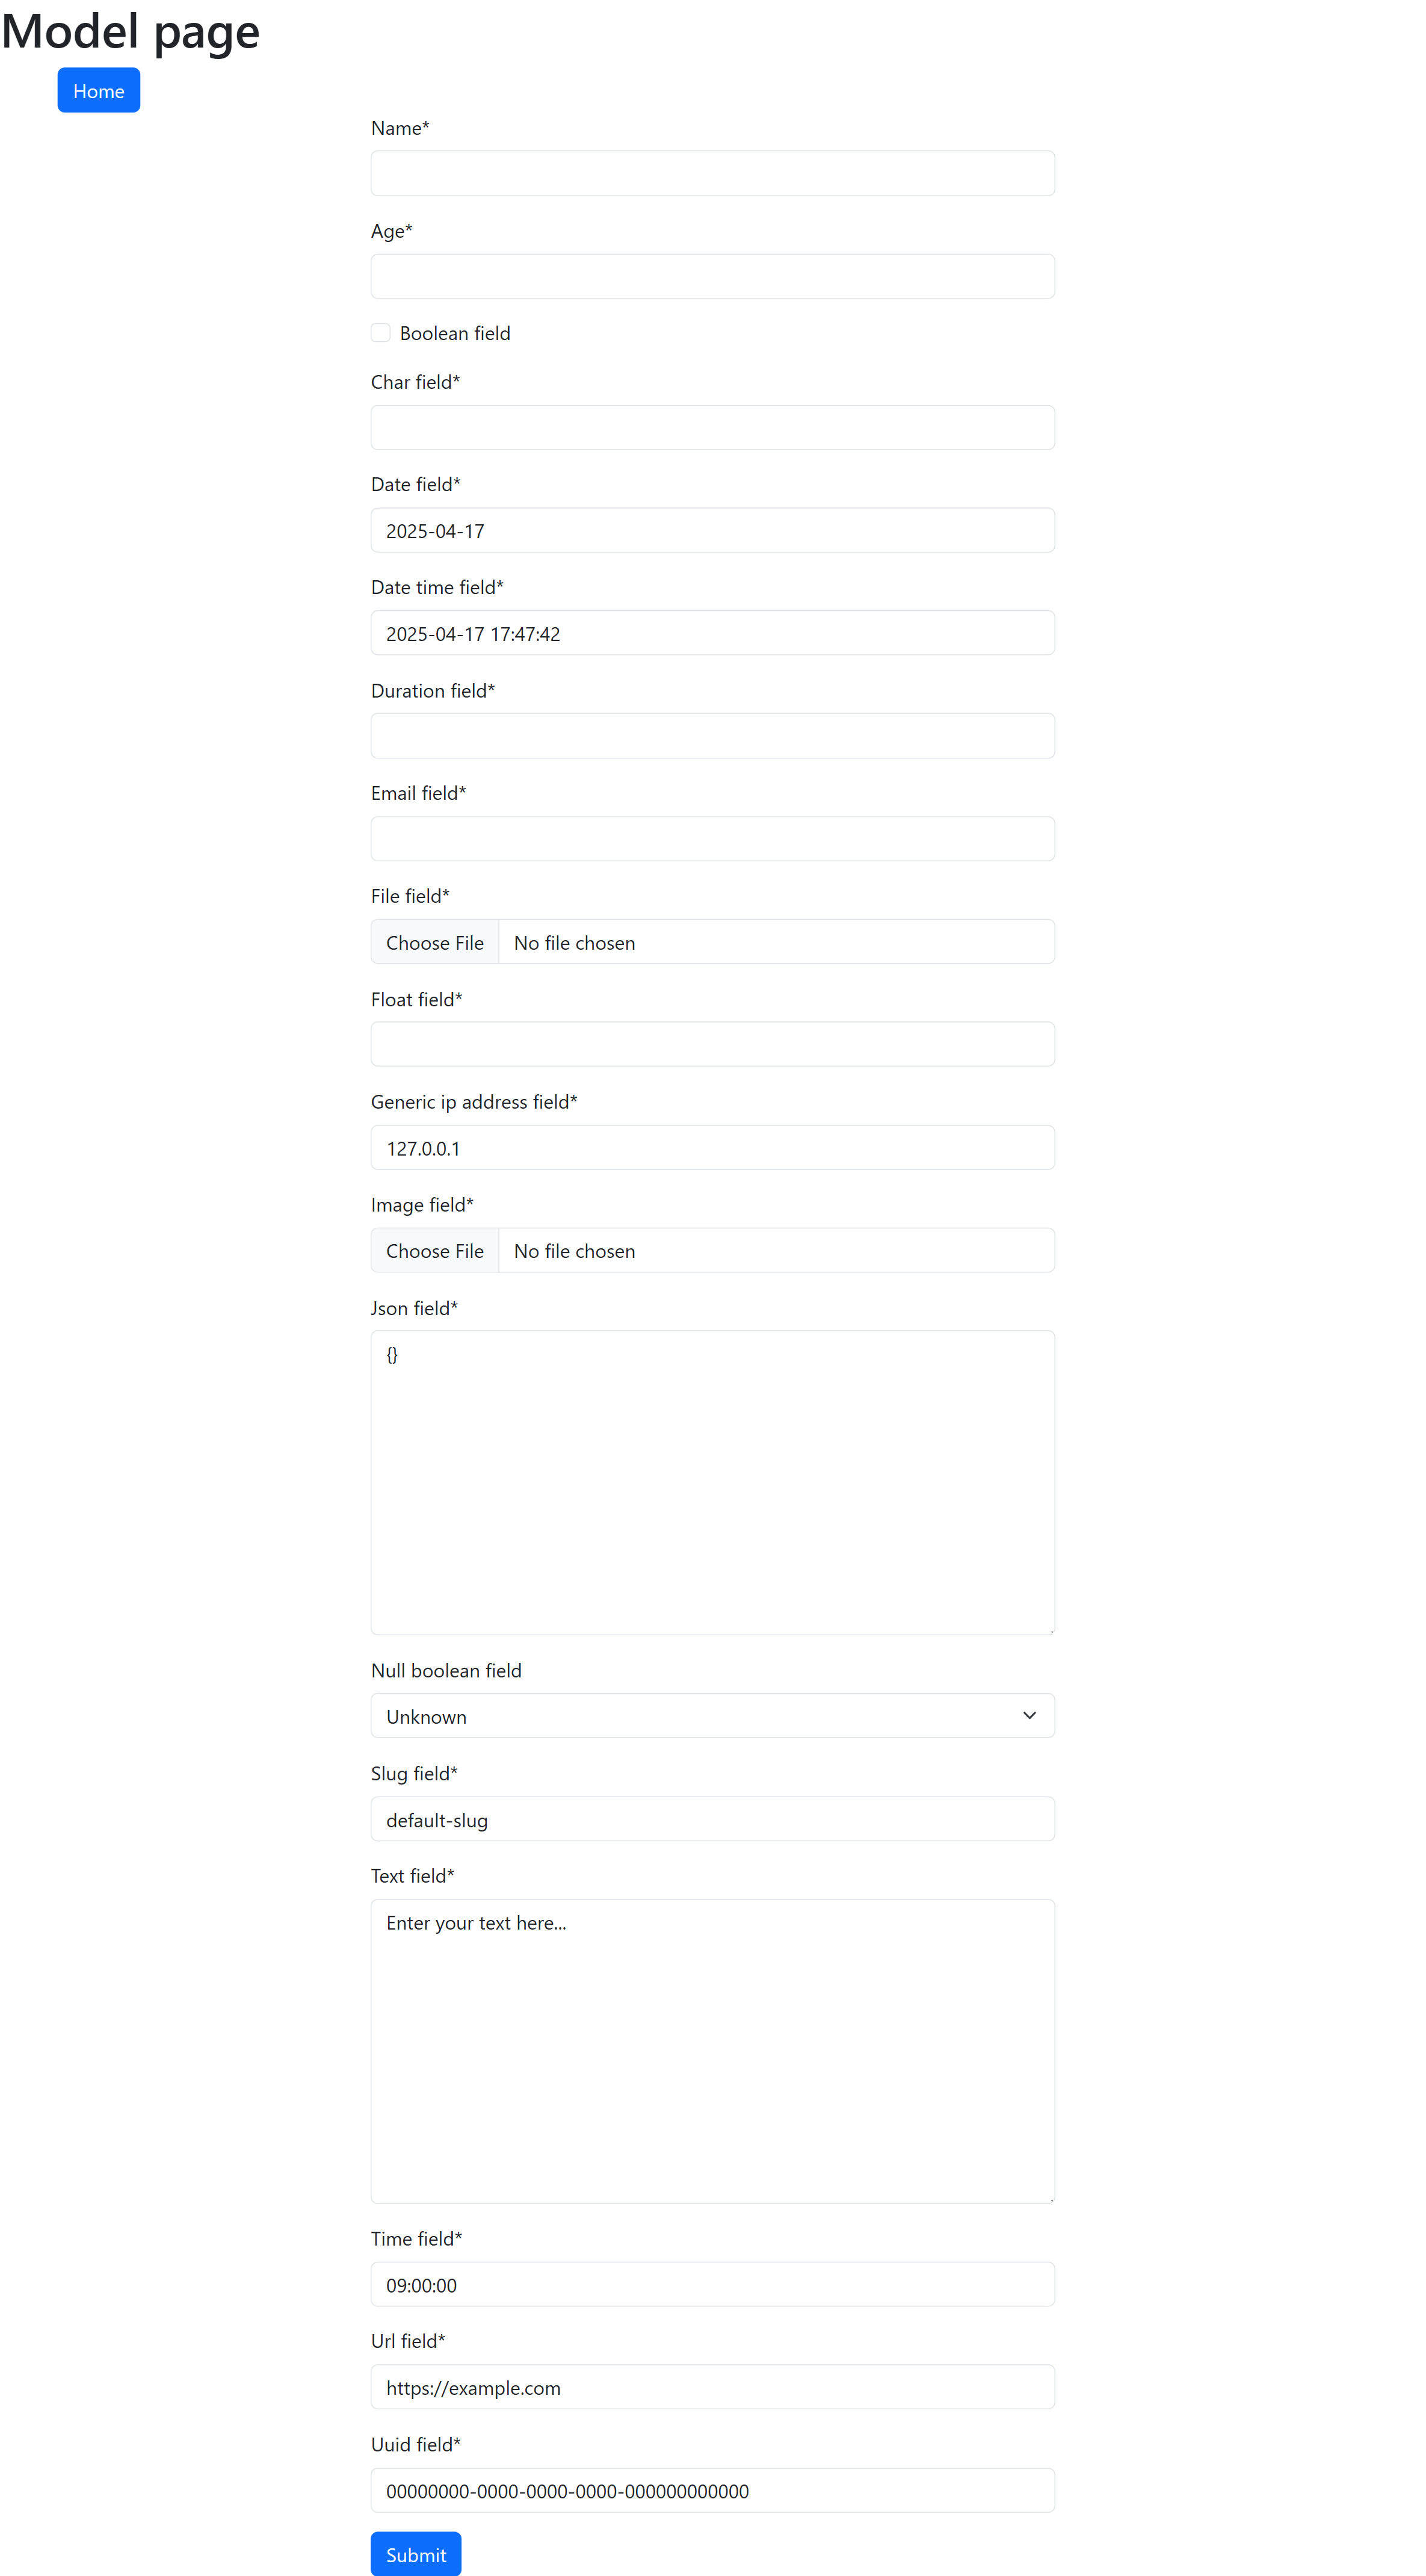 Model page
Home
Name*
Age*
Boolean field
Char field*
Date field*
2025-04-17
Date time field*
2025-04-17 17:47:42
Duration field*
Email field*
File field*
Choose File No file chosen
Float field*
Generic ip address field*
127.0.0.1
Image field*
Choose File No file chosen
Json field*
{}
Null boolean field
Unknown
Slug field*
default-slug
Text field*
Enter your text here...
Time field*
09:00:00
Url field*
https://example.com
Uuid field*
00000000-0000-0000-0000-000000000000
Submit